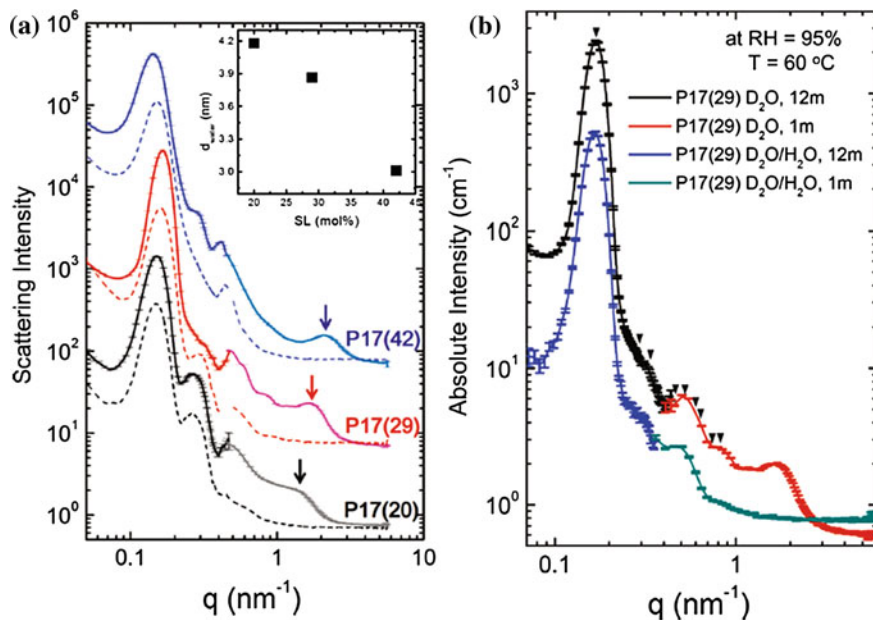 (a)
10^6
10^5
10^4
10^3
10^2
10^1
10^0
Scattering Intensity
0.1
1
10
q (nm^-1)
4.2
3.9
3.6
3.3
3.0
d_water (nm)
20
25
30
35
40
45
SL (mol%)
P17(42)
P17(29)
P17(20)
(b)
10^3
10^2
10^1
10^0
Absolute Intensity (cm^-1)
0.1
1
q (nm^-1)
at RH = 95%
T = 60 °C
P17(29) D₂O, 12m
P17(29) D₂O, 1m
P17(29) D₂O/H₂O, 12m
P17(29) D₂O/H₂O, 1m